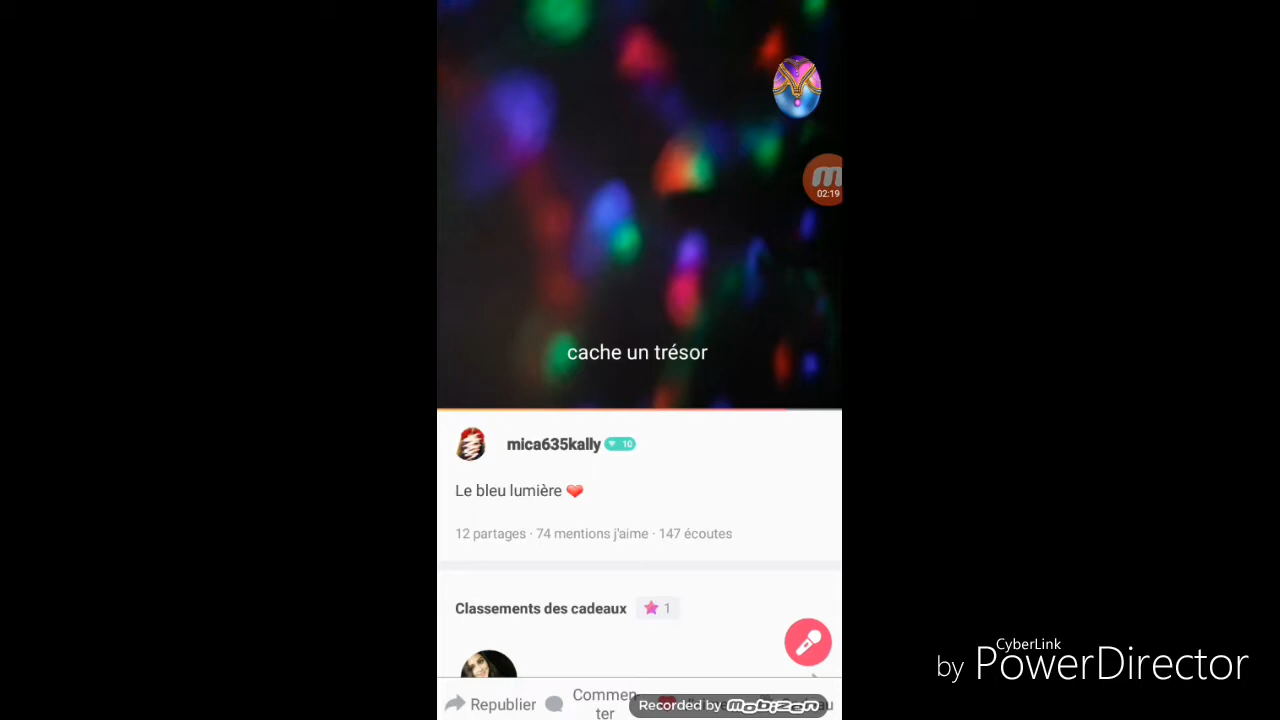 02:19
cache un trésor
mica635kally 10
Le bleu lumière
12 partages · 74 mentions j'aime · 147 écoutes
Classements des cadeaux 1
Republier
Commen
ter
Recorded by mobizen
CyberLink
by PowerDirector